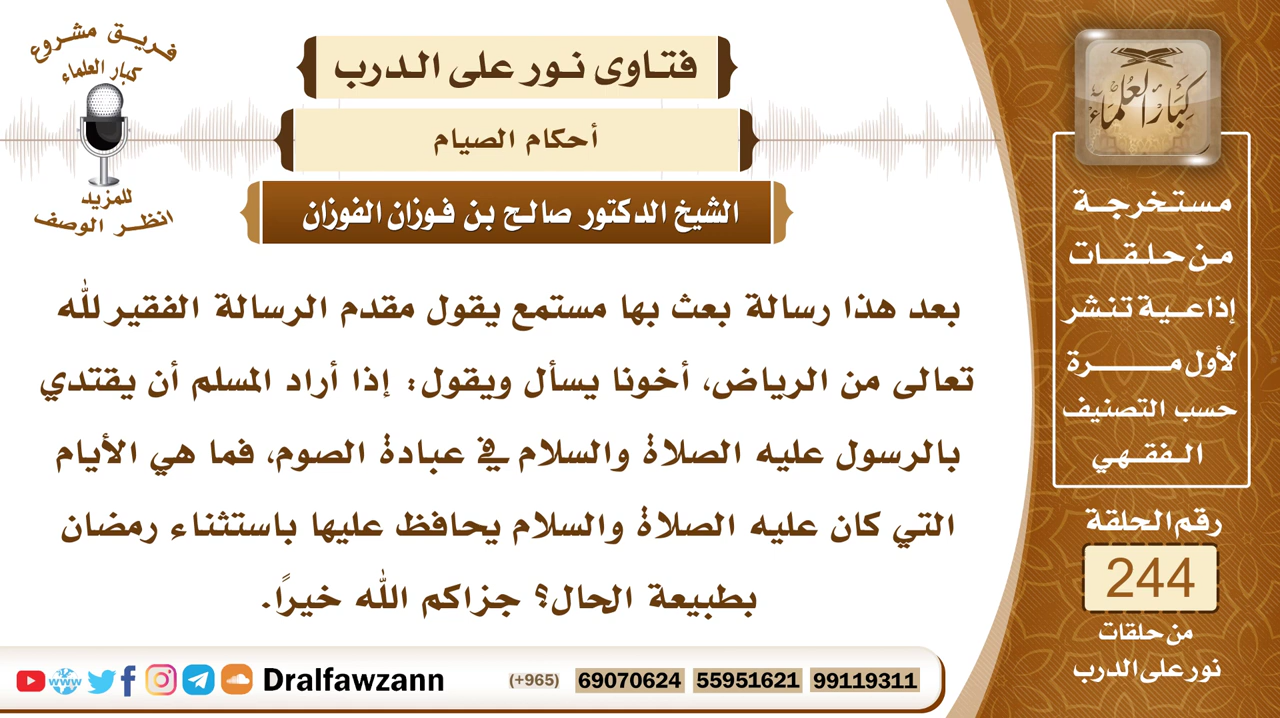 فريق مشروع
كبار العلماء
للمزيد
انظر الوصف
فتاوى نور على الدرب
أحكام الصيام
الشيخ الدكتور صالح بن فوزان الفوزان
بعد هذا رسالة بعث بها مستمع يقول مقدم الرسالة الفقير لله
تعالى من الرياض، أخونا يسأل ويقول: إذا أراد المسلم أن يقتدي
بالرسول عليه الصلاة والسلام في عبادة الصوم، فما هي الأيام
التي كان عليه الصلاة والسلام يحافظ عليها باستثناء رمضان
بطبيعة الحال؟ جزاكم الله خيرًا.
كبار العلماء
مستخرجة
من حلقات
إذاعية تنشر
لأول مرة
حسب التصنيف
الفقهي
رقم الحلقة
244
من حلقات
نور على الدرب
www Dralfawzann (+965) 69070624 55951621 99119311